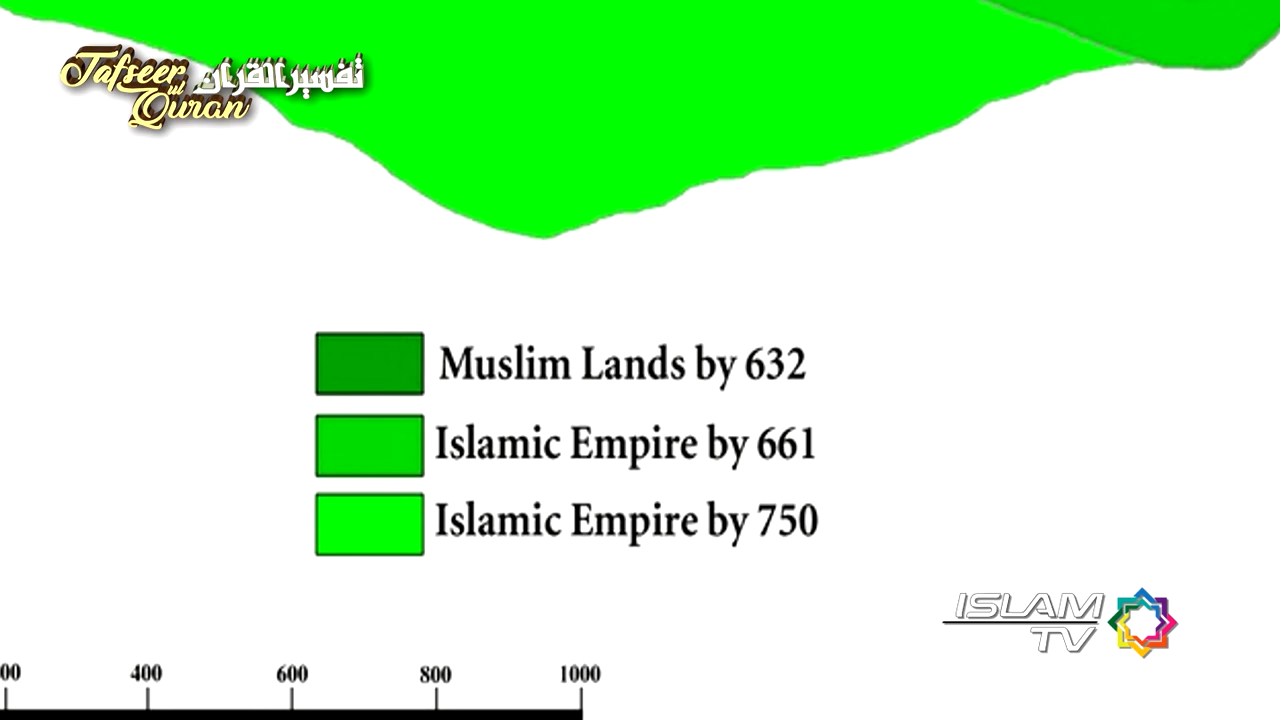 Tafseer
ul
Quran
تفسير القرآن
Muslim Lands by 632
Islamic Empire by 661
Islamic Empire by 750
ISLAM
TV
00 400 600 800 1000